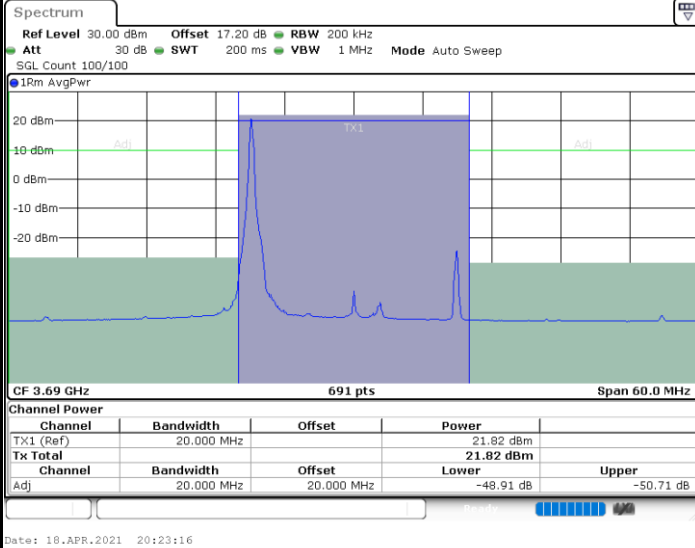 Spectrum
Ref Level 30.00 dBm Offset 17.20 dB RBW 200 kHz
Att 30 dB SWT 200 ms VBW 1 MHz Mode Auto Sweep
SGL Count 100/100
1Rm AvgPwr
20 dBm
TX1
Adj Adj
10 dBm
0 dBm
-10 dBm
-20 dBm
CF 3.69 GHz 691 pts Span 60.0 MHz
Channel Power
Channel Bandwidth Offset Power
TX1 (Ref) 20.000 MHz 21.82 dBm
Tx Total 21.82 dBm
Channel Bandwidth Offset Lower Upper
Adj 20.000 MHz 20.000 MHz -48.91 dB -50.71 dB
Ready
Date: 18.APR.2021 20:23:16